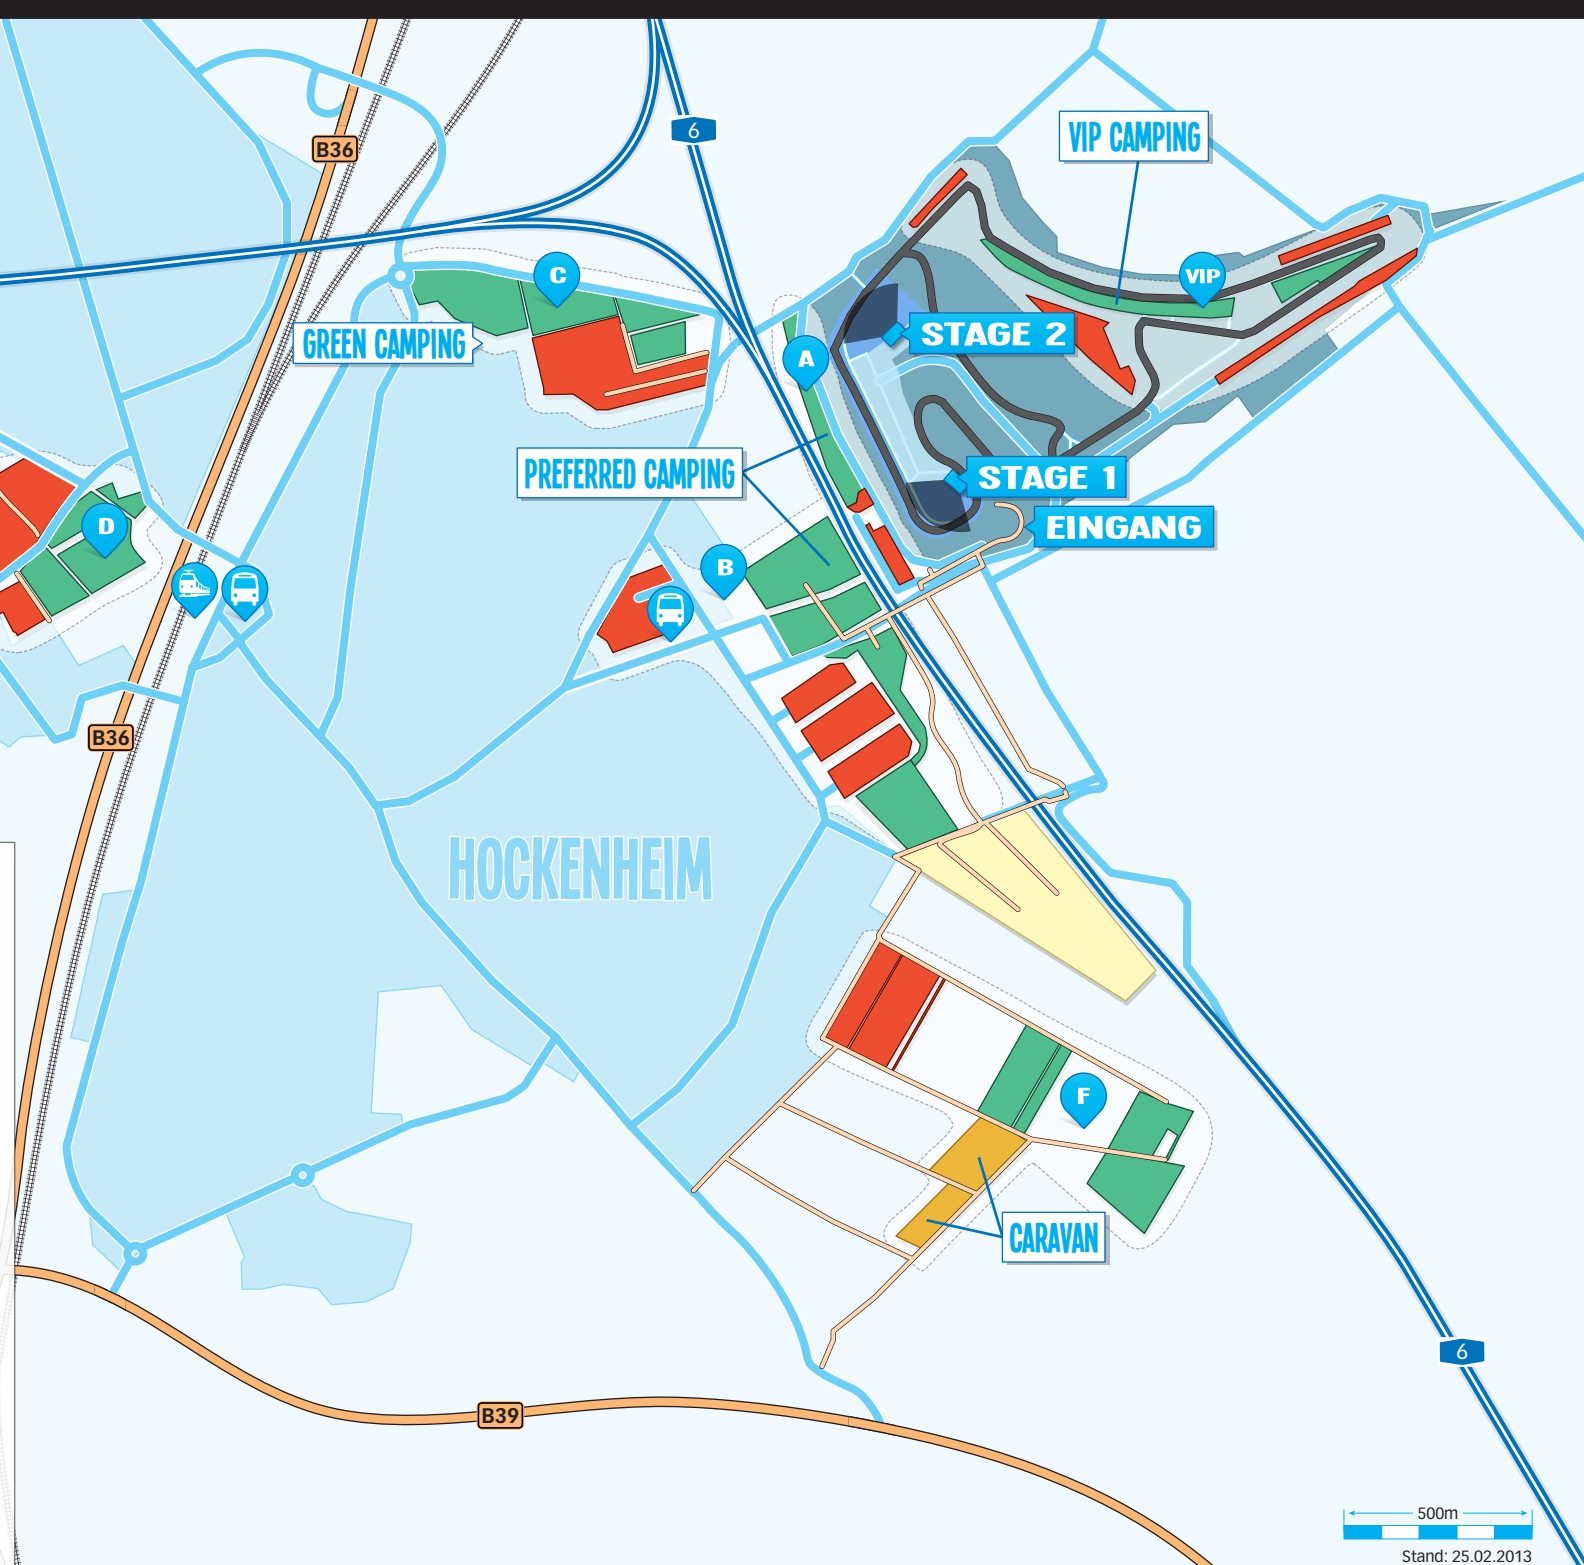 6
VIP CAMPING
B36
C
VIP
GREEN CAMPING
STAGE 2
A
PREFERRED CAMPING
STAGE 1
D
EINGANG
B
B36
HOCKENHEIM
F
CARAVAN
6
B39
500m
Stand: 25.02.2013